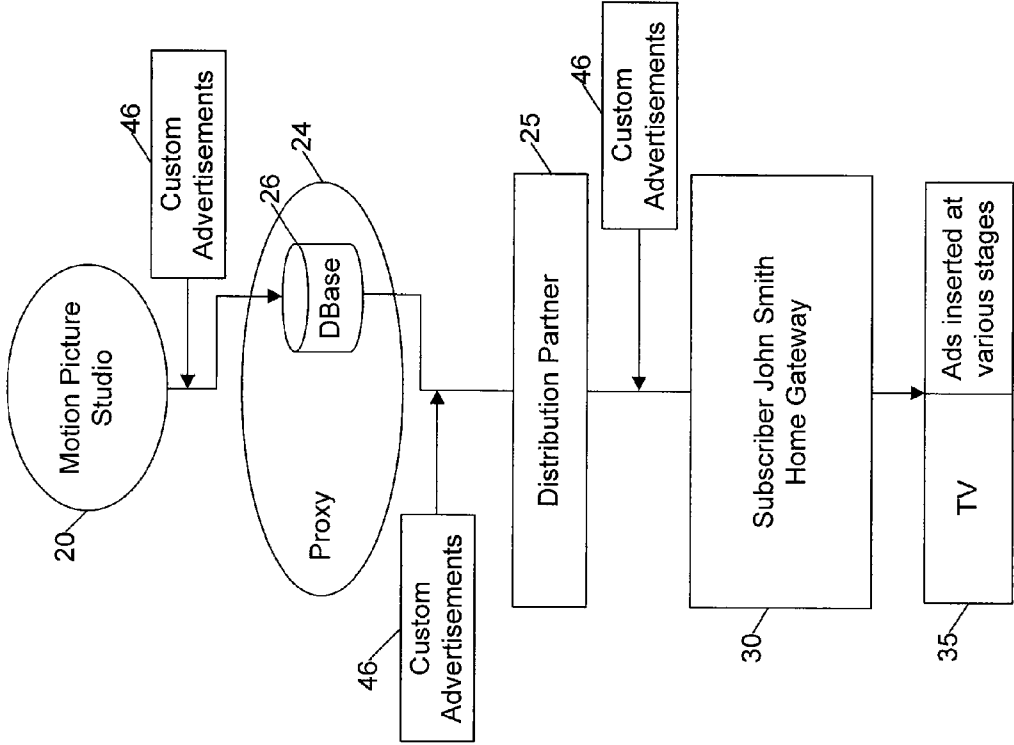 Motion Picture
Studio
20
46
Custom
Advertisements
24
26
DBase
Proxy
46
Custom
Advertisements
25
Distribution Partner
46
Custom
Advertisements
Subscriber John Smith
Home Gateway
30
TV
Ads inserted at
various stages
35